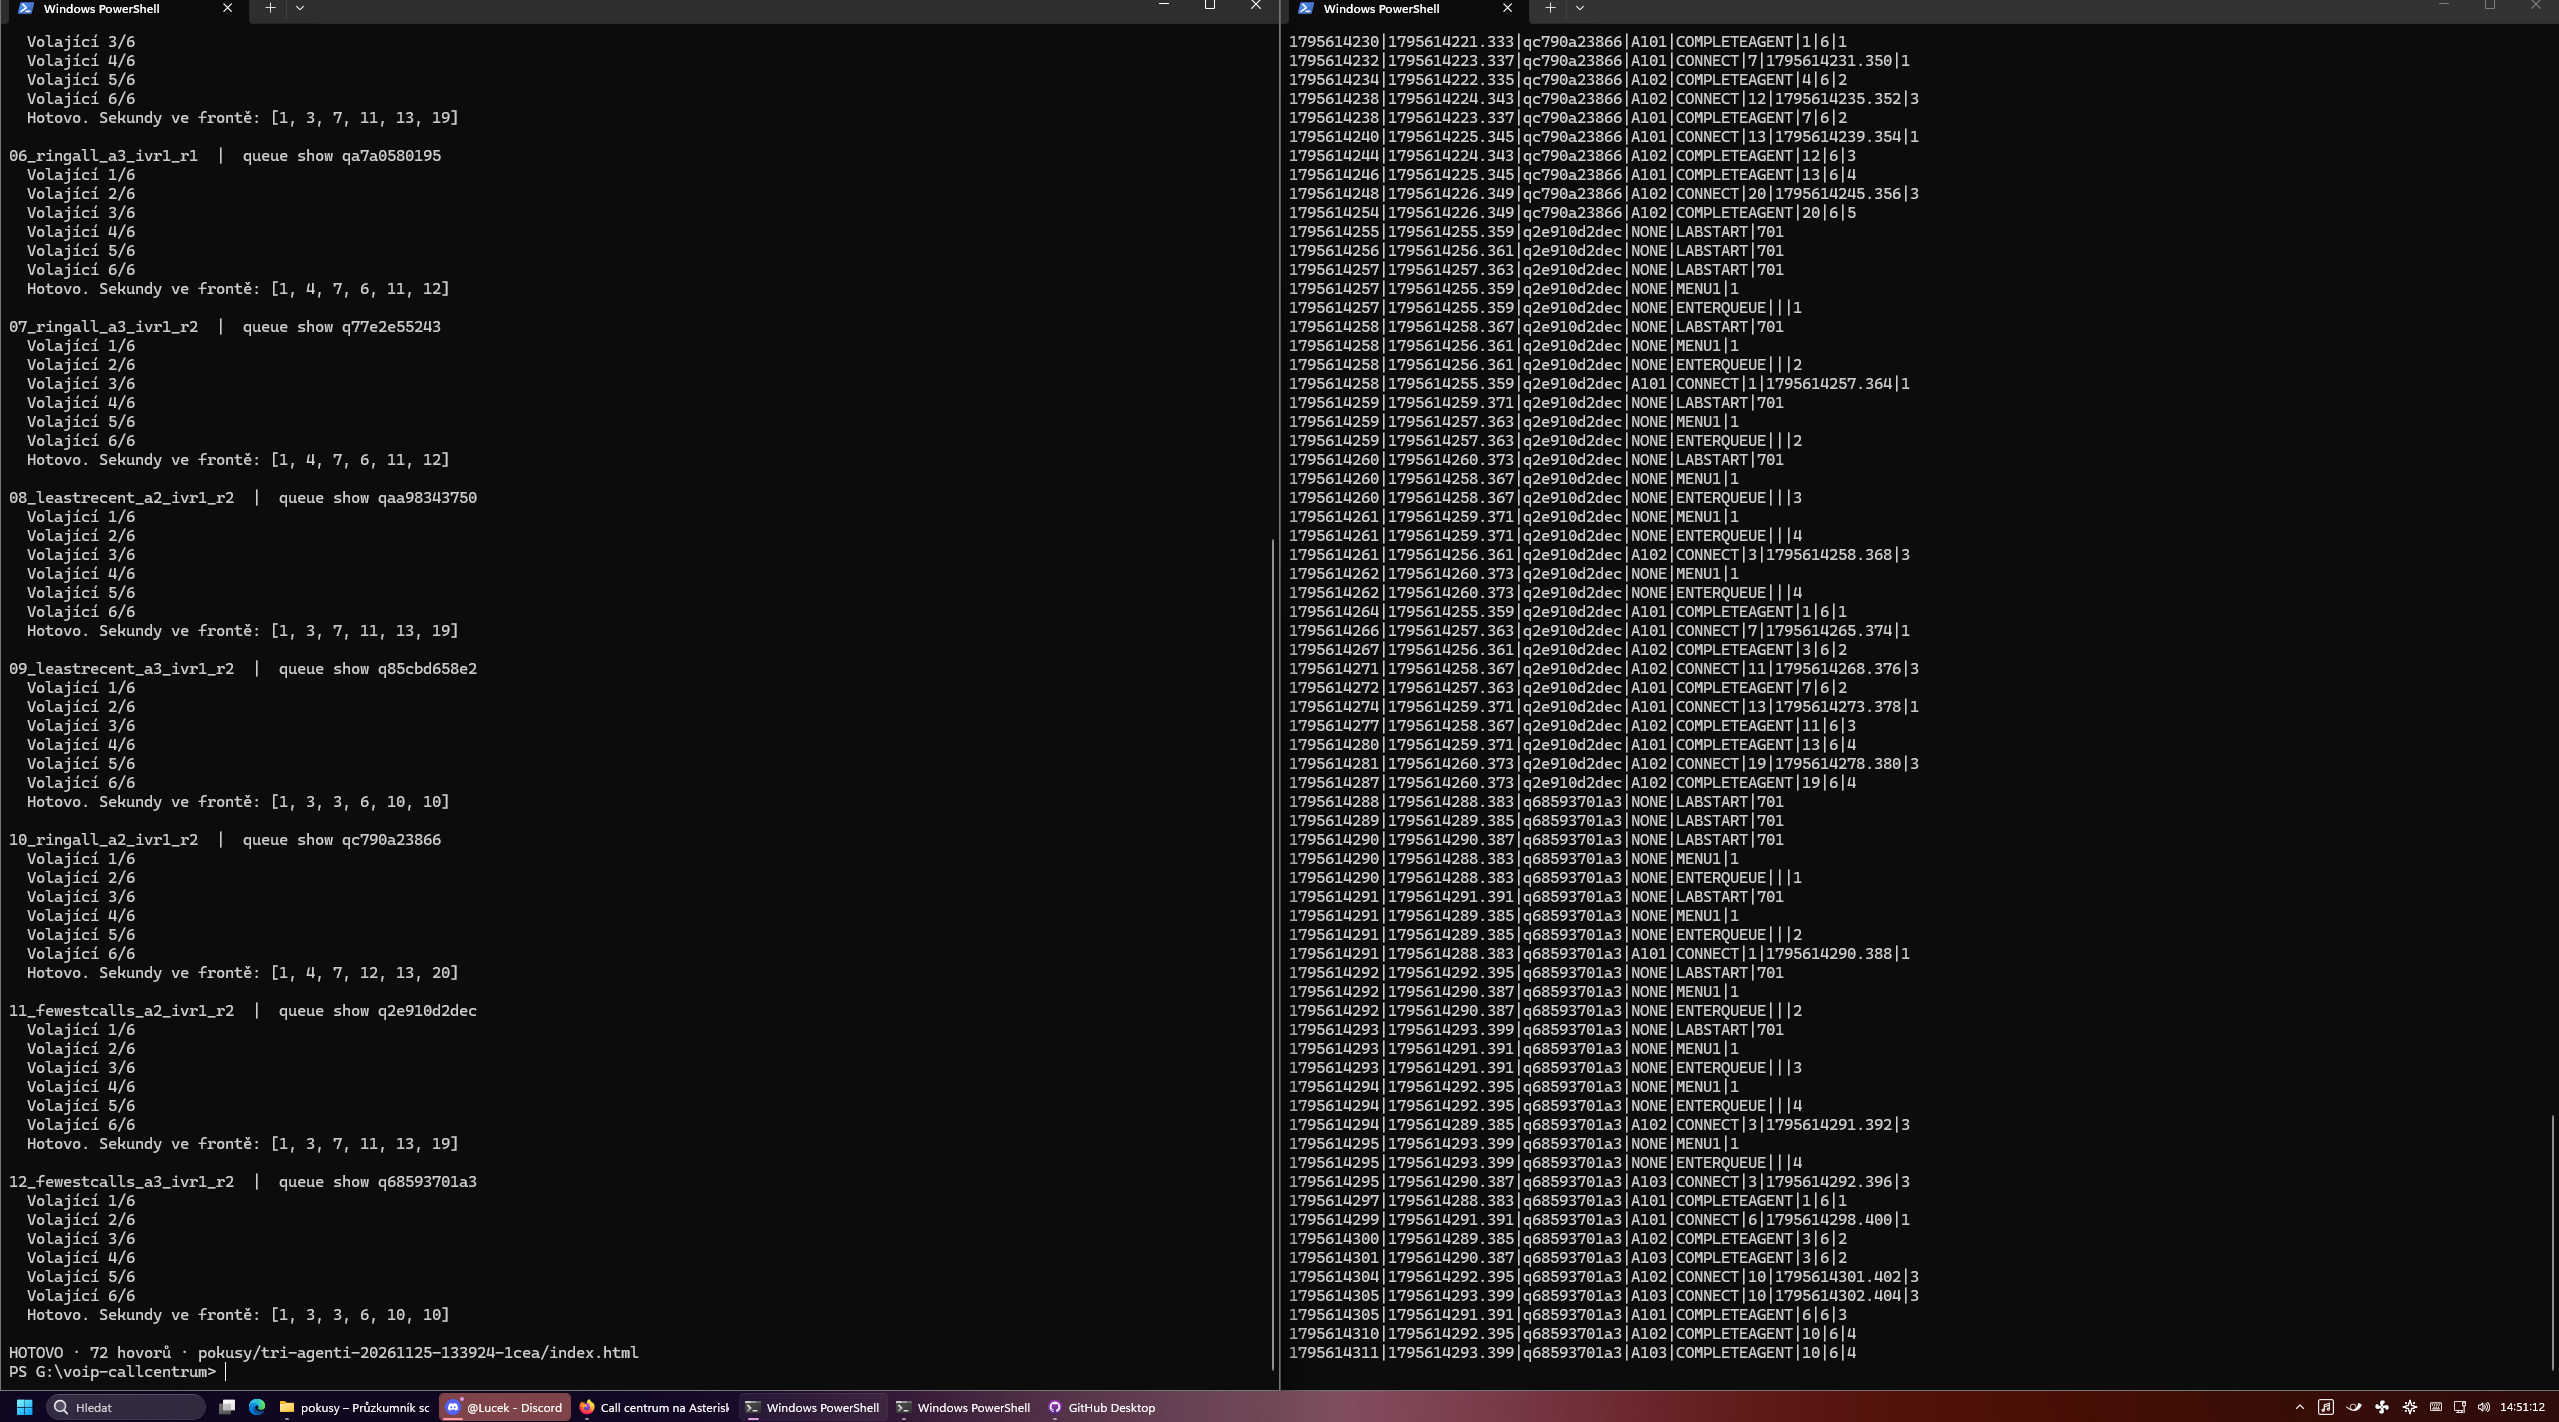 Windows PowerShell
Volající 3/6
Volající 4/6
Volající 5/6
Volající 6/6
Hotovo. Sekundy ve frontě: [1, 3, 7, 11, 13, 19]
06_ringall_a3_ivr1_r1 | queue show qa7a0580195
Volající 1/6
Volající 2/6
Volající 3/6
Volající 4/6
Volající 5/6
Volající 6/6
Hotovo. Sekundy ve frontě: [1, 4, 7, 6, 11, 12]
07_ringall_a3_ivr1_r2 | queue show q77e2e55243
Volající 1/6
Volající 2/6
Volající 3/6
Volající 4/6
Volající 5/6
Volající 6/6
Hotovo. Sekundy ve frontě: [1, 4, 7, 6, 11, 12]
08_leastrecent_a2_ivr1_r2 | queue show qaa98343750
Volající 1/6
Volající 2/6
Volající 3/6
Volající 4/6
Volající 5/6
Volající 6/6
Hotovo. Sekundy ve frontě: [1, 3, 7, 11, 13, 19]
09_leastrecent_a3_ivr1_r2 | queue show q85cbd658e2
Volající 1/6
Volající 2/6
Volající 3/6
Volající 4/6
Volající 5/6
Volající 6/6
Hotovo. Sekundy ve frontě: [1, 3, 3, 6, 10, 10]
10_ringall_a2_ivr1_r2 | queue show qc790a23866
Volající 1/6
Volající 2/6
Volající 3/6
Volající 4/6
Volající 5/6
Volající 6/6
Hotovo. Sekundy ve frontě: [1, 4, 7, 12, 13, 20]
11_fewestcalls_a2_ivr1_r2 | queue show q2e910d2dec
Volající 1/6
Volající 2/6
Volající 3/6
Volající 4/6
Volající 5/6
Volající 6/6
Hotovo. Sekundy ve frontě: [1, 3, 7, 11, 13, 19]
12_fewestcalls_a3_ivr1_r2 | queue show q68593701a3
Volající 1/6
Volající 2/6
Volající 3/6
Volající 4/6
Volající 5/6
Volající 6/6
Hotovo. Sekundy ve frontě: [1, 3, 3, 6, 10, 10]
HOTOVO · 72 hovorů · pokusy/tri-agenti-20261125-133924-1cea/index.html
PS G:\voip-callcentrum>
Windows PowerShell
1795614230|1795614221.333|qc790a23866|A101|COMPLETEAGENT|1|6|1
1795614232|1795614223.337|qc790a23866|A101|CONNECT|7|1795614231.350|1
1795614234|1795614222.335|qc790a23866|A102|COMPLETEAGENT|4|6|2
1795614238|1795614224.343|qc790a23866|A102|CONNECT|12|1795614235.352|3
1795614238|1795614223.337|qc790a23866|A101|COMPLETEAGENT|7|6|2
1795614240|1795614225.345|qc790a23866|A101|CONNECT|13|1795614239.354|1
1795614244|1795614224.343|qc790a23866|A102|COMPLETEAGENT|12|6|3
1795614246|1795614225.345|qc790a23866|A101|COMPLETEAGENT|13|6|4
1795614248|1795614226.349|qc790a23866|A102|CONNECT|20|1795614245.356|3
1795614254|1795614226.349|qc790a23866|A102|COMPLETEAGENT|20|6|5
1795614255|1795614255.359|q2e910d2dec|NONE|LABSTART|701
1795614256|1795614256.361|q2e910d2dec|NONE|LABSTART|701
1795614257|1795614257.363|q2e910d2dec|NONE|LABSTART|701
1795614257|1795614255.359|q2e910d2dec|NONE|MENU1|1
1795614257|1795614255.359|q2e910d2dec|NONE|ENTERQUEUE|||1
1795614258|1795614258.367|q2e910d2dec|NONE|LABSTART|701
1795614258|1795614256.361|q2e910d2dec|NONE|MENU1|1
1795614258|1795614256.361|q2e910d2dec|NONE|ENTERQUEUE|||2
1795614258|1795614255.359|q2e910d2dec|A101|CONNECT|1|1795614257.364|1
1795614259|1795614259.371|q2e910d2dec|NONE|LABSTART|701
1795614259|1795614257.363|q2e910d2dec|NONE|MENU1|1
1795614259|1795614257.363|q2e910d2dec|NONE|ENTERQUEUE|||2
1795614260|1795614260.373|q2e910d2dec|NONE|LABSTART|701
1795614260|1795614258.367|q2e910d2dec|NONE|MENU1|1
1795614260|1795614258.367|q2e910d2dec|NONE|ENTERQUEUE|||3
1795614261|1795614259.371|q2e910d2dec|NONE|MENU1|1
1795614261|1795614259.371|q2e910d2dec|NONE|ENTERQUEUE|||4
1795614261|1795614256.361|q2e910d2dec|A102|CONNECT|3|1795614258.368|3
1795614262|1795614260.373|q2e910d2dec|NONE|MENU1|1
1795614262|1795614260.373|q2e910d2dec|NONE|ENTERQUEUE|||4
1795614264|1795614255.359|q2e910d2dec|A101|COMPLETEAGENT|1|6|1
1795614266|1795614257.363|q2e910d2dec|A101|CONNECT|7|1795614265.374|1
1795614267|1795614256.361|q2e910d2dec|A102|COMPLETEAGENT|3|6|2
1795614271|1795614258.367|q2e910d2dec|A102|CONNECT|11|1795614268.376|3
1795614272|1795614257.363|q2e910d2dec|A101|COMPLETEAGENT|7|6|2
1795614274|1795614259.371|q2e910d2dec|A101|CONNECT|13|1795614273.378|1
1795614277|1795614258.367|q2e910d2dec|A102|COMPLETEAGENT|11|6|3
1795614280|1795614259.371|q2e910d2dec|A101|COMPLETEAGENT|13|6|4
1795614281|1795614260.373|q2e910d2dec|A102|CONNECT|19|1795614278.380|3
1795614287|1795614260.373|q2e910d2dec|A102|COMPLETEAGENT|19|6|4
1795614288|1795614288.383|q68593701a3|NONE|LABSTART|701
1795614289|1795614289.385|q68593701a3|NONE|LABSTART|701
1795614290|1795614290.387|q68593701a3|NONE|LABSTART|701
1795614290|1795614288.383|q68593701a3|NONE|MENU1|1
1795614290|1795614288.383|q68593701a3|NONE|ENTERQUEUE|||1
1795614291|1795614291.391|q68593701a3|NONE|LABSTART|701
1795614291|1795614289.385|q68593701a3|NONE|MENU1|1
1795614291|1795614289.385|q68593701a3|NONE|ENTERQUEUE|||2
1795614291|1795614288.383|q68593701a3|A101|CONNECT|1|1795614290.388|1
1795614292|1795614292.395|q68593701a3|NONE|LABSTART|701
1795614292|1795614290.387|q68593701a3|NONE|MENU1|1
1795614292|1795614290.387|q68593701a3|NONE|ENTERQUEUE|||2
1795614293|1795614293.399|q68593701a3|NONE|LABSTART|701
1795614293|1795614291.391|q68593701a3|NONE|MENU1|1
1795614293|1795614291.391|q68593701a3|NONE|ENTERQUEUE|||3
1795614294|1795614292.395|q68593701a3|NONE|MENU1|1
1795614294|1795614292.395|q68593701a3|NONE|ENTERQUEUE|||4
1795614294|1795614289.385|q68593701a3|A102|CONNECT|3|1795614291.392|3
1795614295|1795614293.399|q68593701a3|NONE|MENU1|1
1795614295|1795614293.399|q68593701a3|NONE|ENTERQUEUE|||4
1795614295|1795614290.387|q68593701a3|A103|CONNECT|3|1795614292.396|3
1795614297|1795614288.383|q68593701a3|A101|COMPLETEAGENT|1|6|1
1795614299|1795614291.391|q68593701a3|A101|CONNECT|6|1795614298.400|1
1795614300|1795614289.385|q68593701a3|A102|COMPLETEAGENT|3|6|2
1795614301|1795614290.387|q68593701a3|A103|COMPLETEAGENT|3|6|2
1795614304|1795614292.395|q68593701a3|A102|CONNECT|10|1795614301.402|3
1795614305|1795614293.399|q68593701a3|A103|CONNECT|10|1795614302.404|3
1795614305|1795614291.391|q68593701a3|A101|COMPLETEAGENT|6|6|3
1795614310|1795614292.395|q68593701a3|A102|COMPLETEAGENT|10|6|4
1795614311|1795614293.399|q68593701a3|A103|COMPLETEAGENT|10|6|4
Hledat
pokusy – Průzkumník sc
@Lucek - Discord
Call centrum na Asterisk
Windows PowerShell
Windows PowerShell
GitHub Desktop
14:51:12